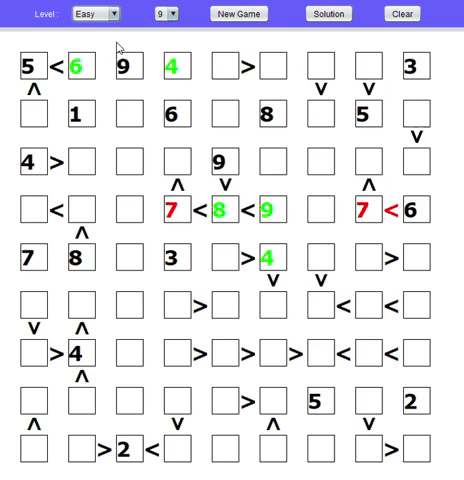 Level : Easy 9 New Game Solution Clear
5 < 6 9 4 > 3
∧ ∨ ∨
1 6 8 5
∨
4 > 9
∧ ∨ ∧
< 7 < 8 < 9 7 < 6
∧
7 8 3 > 4 >
∨ ∨
> < <
∨ ∧
> 4 > > > < <
∧
> 5 2
∧ ∨ ∧ ∨
> 2 < >